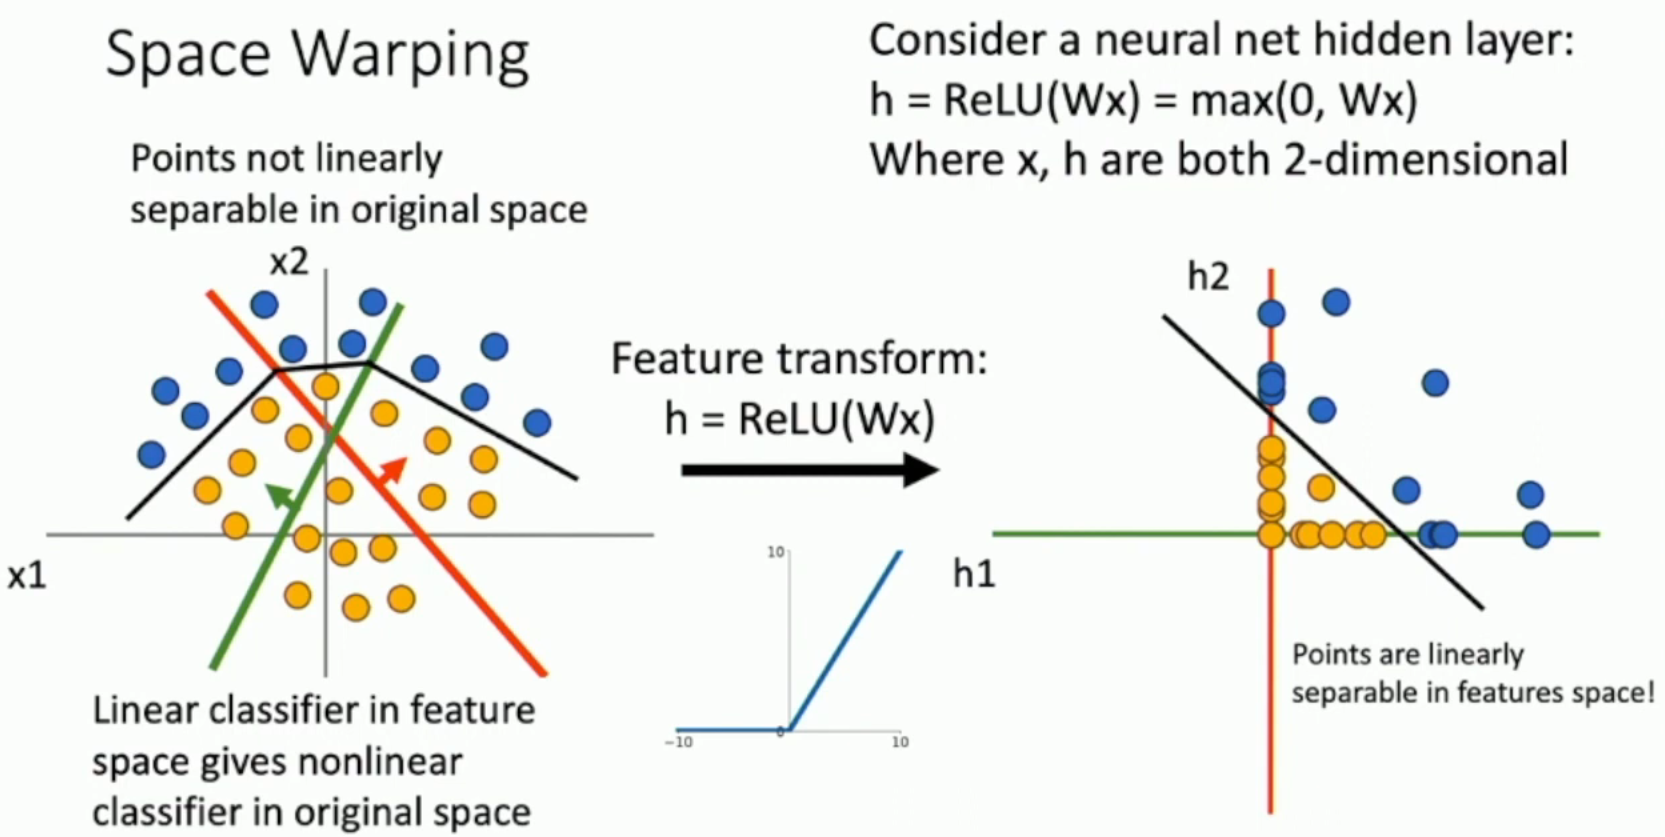 Space Warping
Consider a neural net hidden layer:
h = ReLU(Wx) = max(0, Wx)
Where x, h are both 2-dimensional
Points not linearly
separable in original space
x2
x1
Linear classifier in feature
space gives nonlinear
classifier in original space
Feature transform:
h = ReLU(Wx)
10
0
−10
10
h2
h1
Points are linearly
separable in features space!